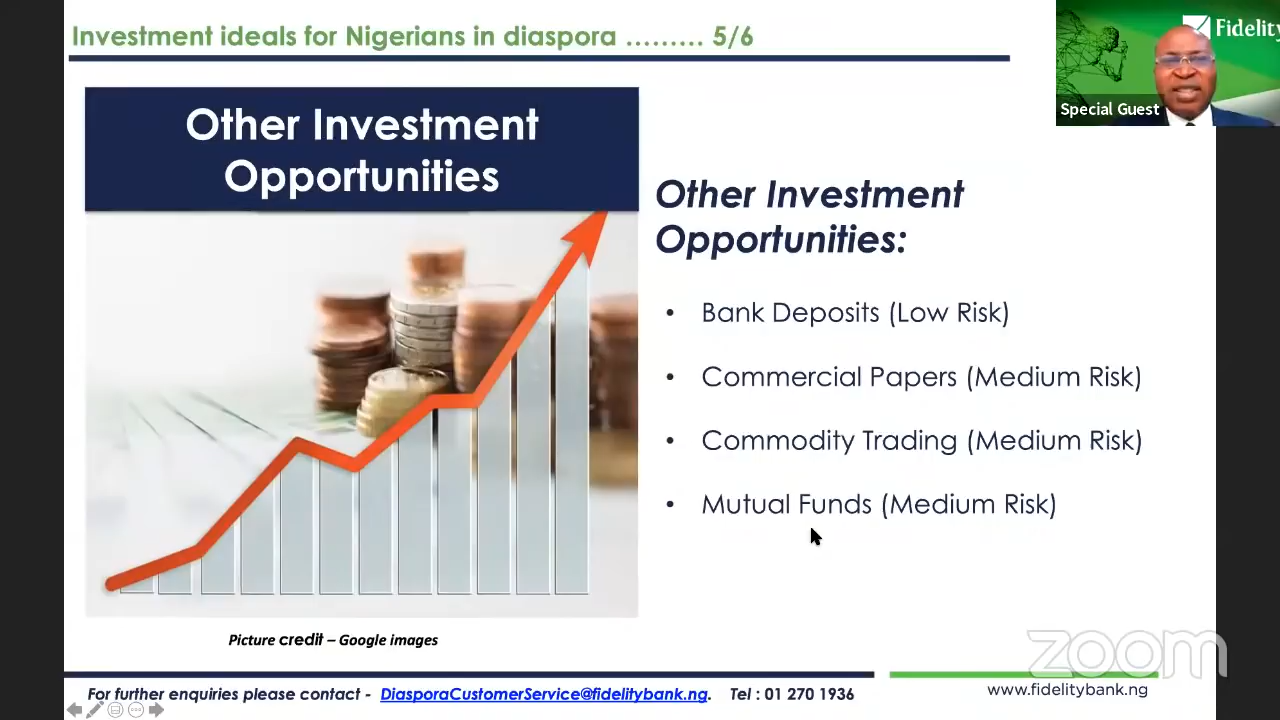 Investment ideals for Nigerians in diaspora ......... 5/6
Fidelity
Special Guest
Other Investment
Opportunities
Other Investment
Opportunities:
• Bank Deposits (Low Risk)
• Commercial Papers (Medium Risk)
• Commodity Trading (Medium Risk)
• Mutual Funds (Medium Risk)
Picture credit – Google images
zoom
For further enquiries please contact - DiasporaCustomerService@fidelitybank.ng. Tel : 01 270 1936
www.fidelitybank.ng